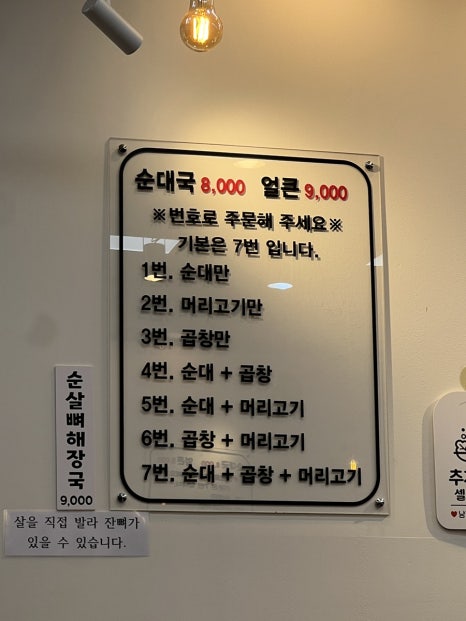 순대국 8,000 얼큰 9,000
※번호로 주문해 주세요※
기본은 7번 입니다.
1번. 순대만
2번. 머리고기만
3번. 곱창만
4번. 순대 + 곱창
5번. 순대 + 머리고기
6번. 곱창 + 머리고기
7번. 순대 + 곱창 + 머리고기
순살뼈해장국
9,000
살을 직접 발라 잔뼈가
있을 수 있습니다.